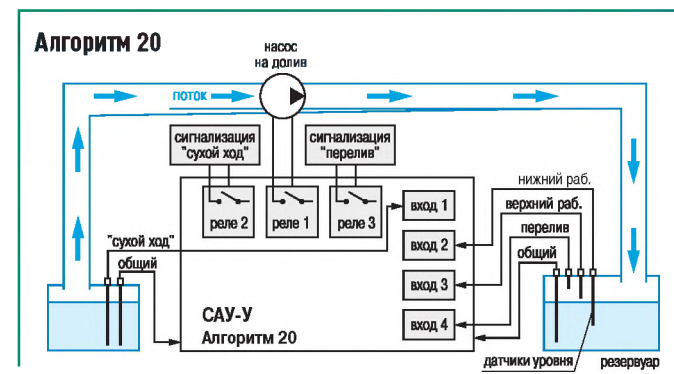 Алгоритм 20
насос
на долив
поток
сигнализация
"сухой ход"
сигнализация
"перелив"
реле 2
реле 1
реле 3
вход 1
вход 2
вход 3
вход 4
нижний раб.
верхний раб.
перелив
общий
"сухой ход"
общий
САУ-У
Алгоритм 20
датчики уровня
резервуар